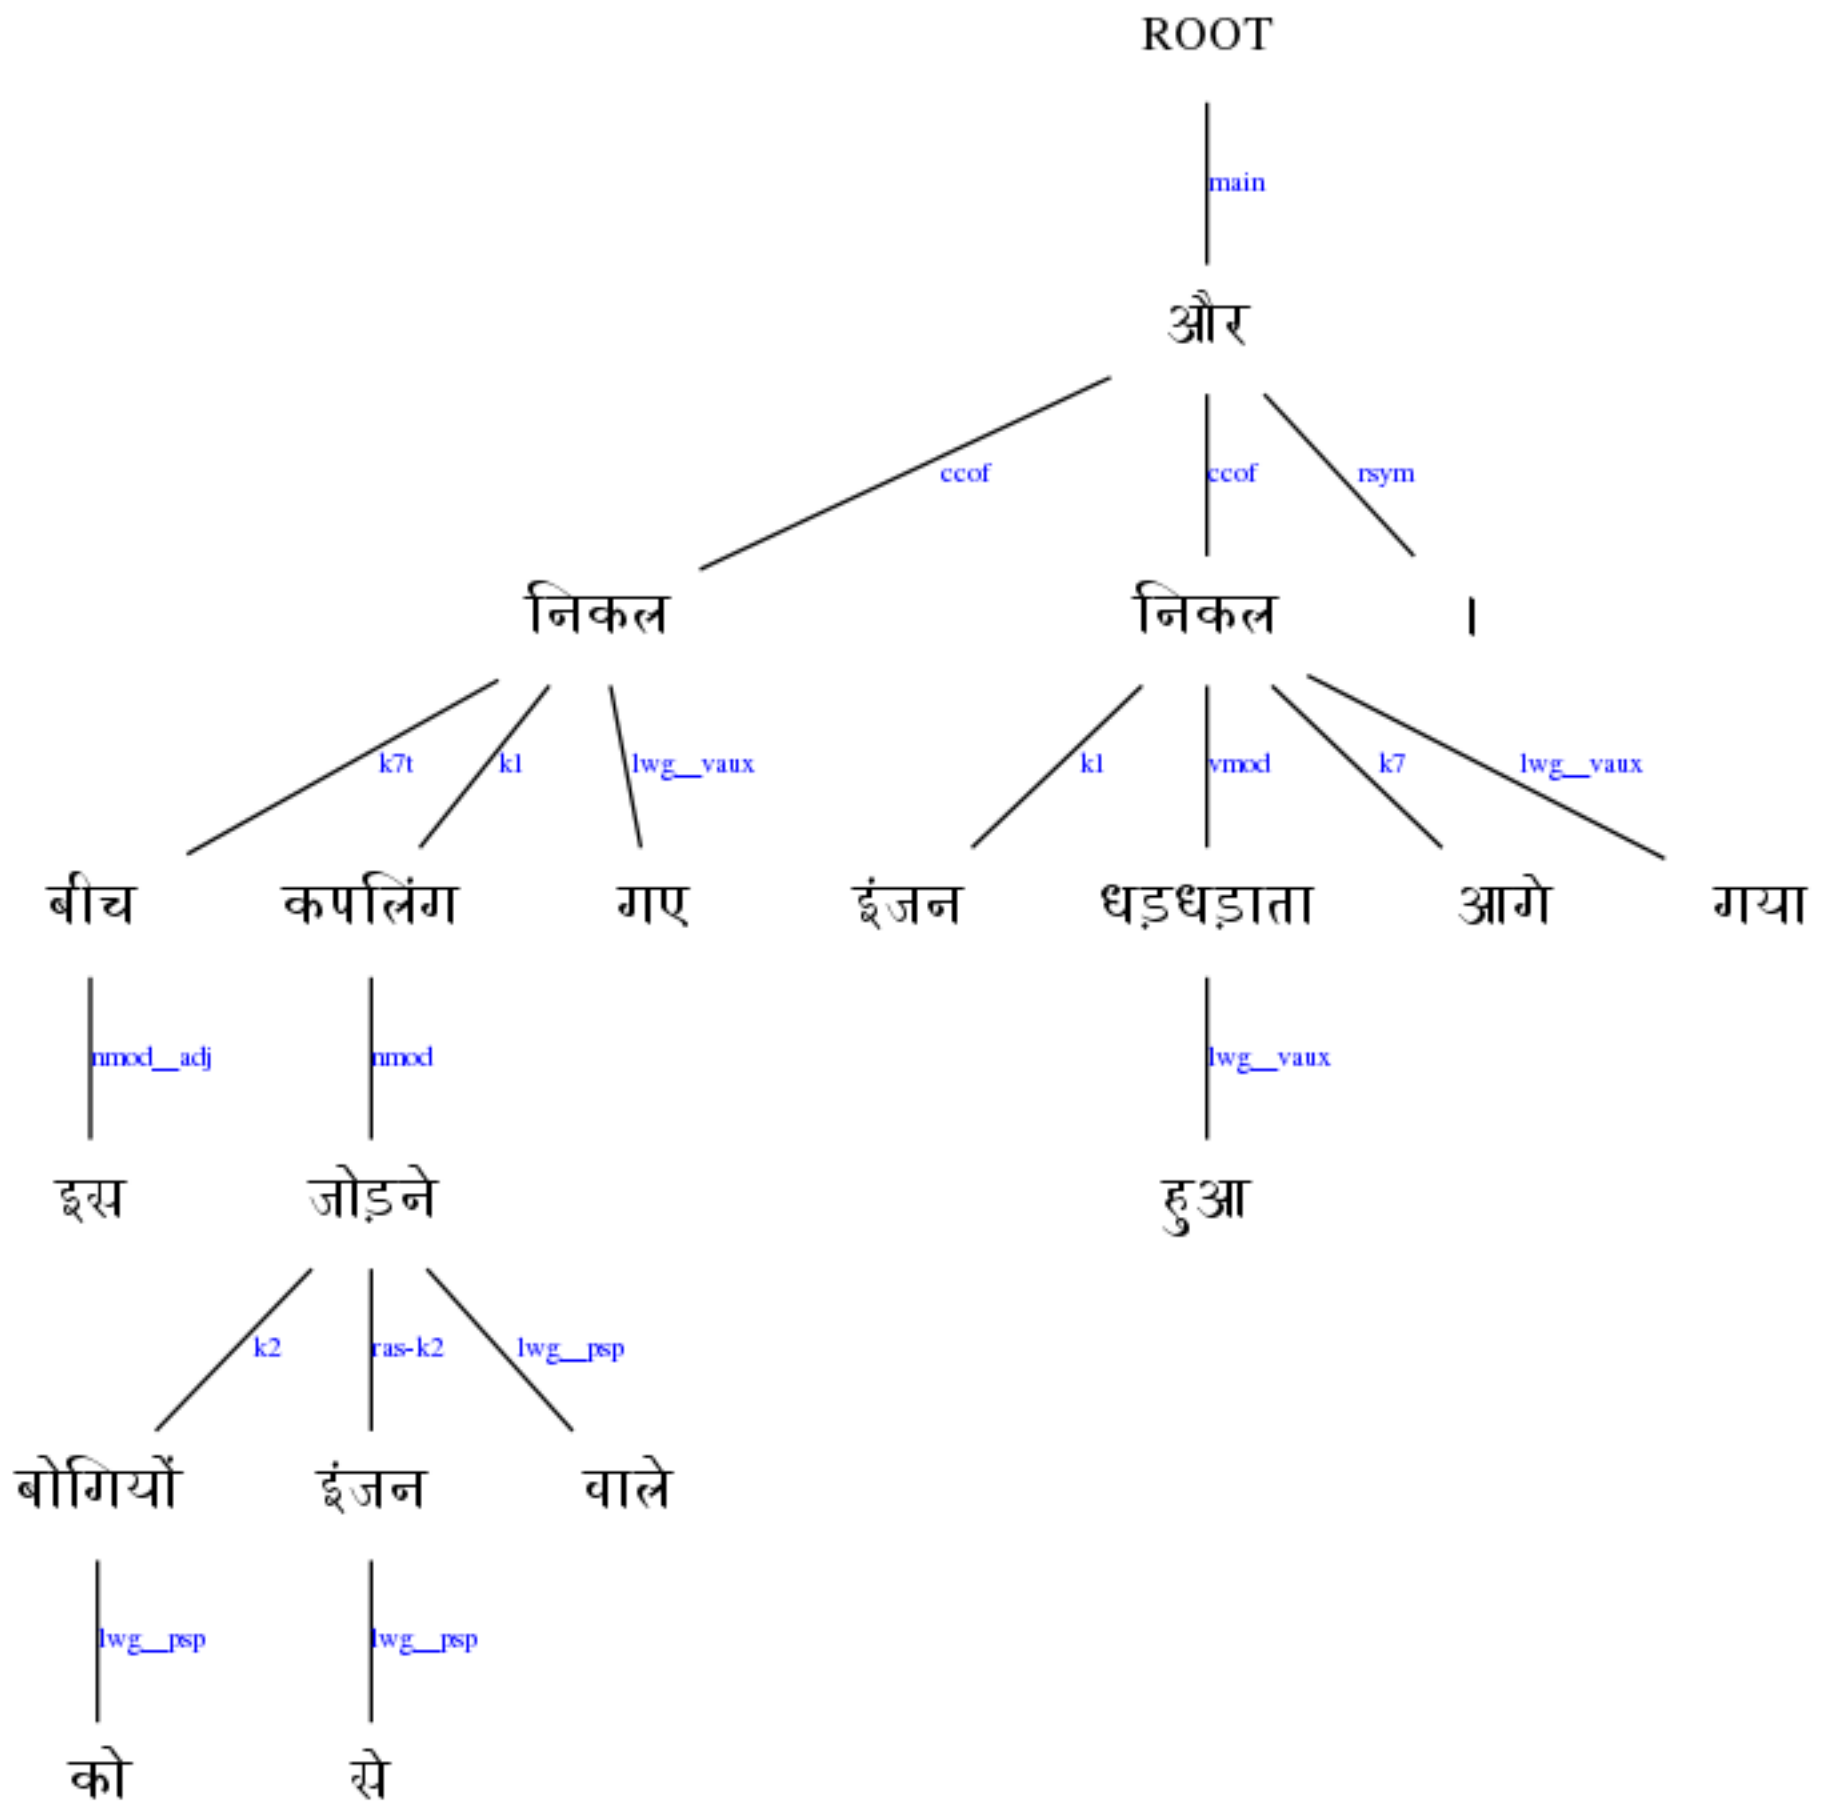 ROOT
main
और
ccof ccof rsym
निकल निकल ।
k7t k1 lwg__vaux k1 vmod k7 lwg__vaux
बीच कपलिंग गए इंजन धड़धड़ाता आगे गया
nmod__adj nmod lwg__vaux
इस जोड़ने हुआ
k2 ras-k2 lwg__psp
बोगियों इंजन वाले
lwg__psp lwg__psp
को से